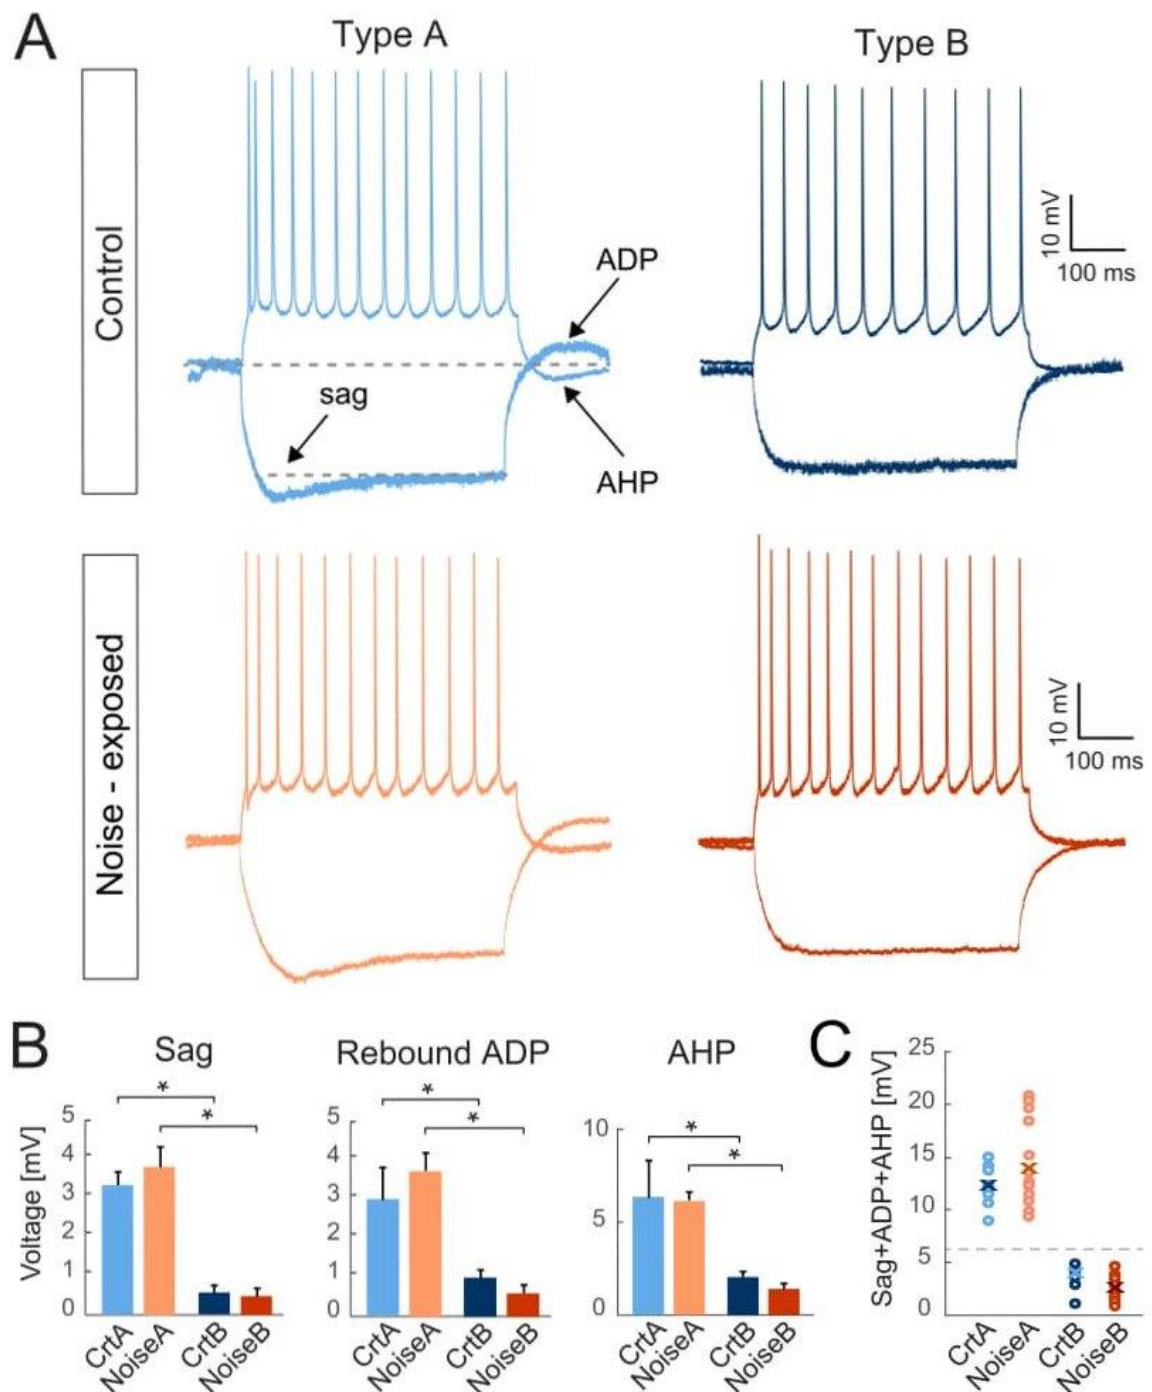 A
Type A
Type B
Control
ADP
sag
AHP
10 mV
100 ms
Noise - exposed
10 mV
100 ms
B
Sag
Rebound ADP
AHP
C
Voltage [mV]
5
4
3
2
1
0
CrtA
NoiseA
CrtB
NoiseB
*
*
5
4
3
2
1
0
CrtA
NoiseA
CrtB
NoiseB
*
*
10
5
0
CrtA
NoiseA
CrtB
NoiseB
*
*
Sag+ADP+AHP [mV]
25
20
15
10
5
0
CrtA
NoiseA
CrtB
NoiseB